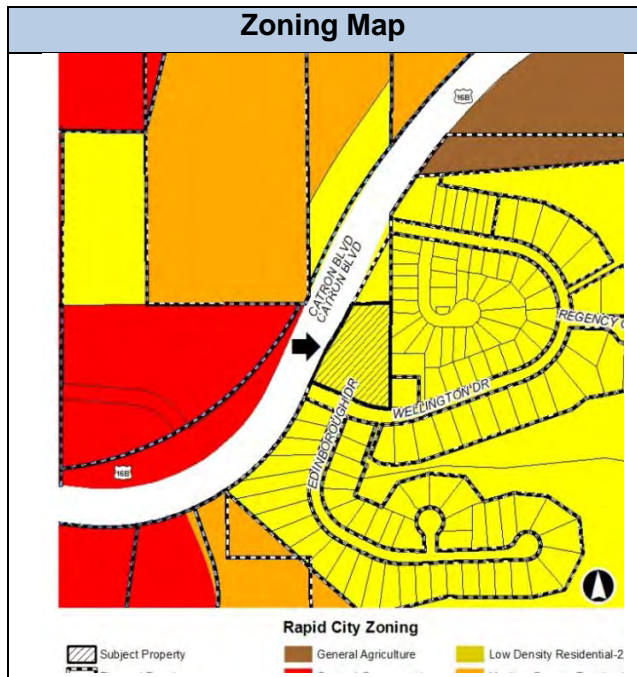 Zoning Map
16B
CATRON BLVD
CATRON BLVD
REGENCY
WELLINGTON DR
EDINBOROUGH DR
16B
Rapid City Zoning
Subject Property
General Agriculture
Low Density Residential-2